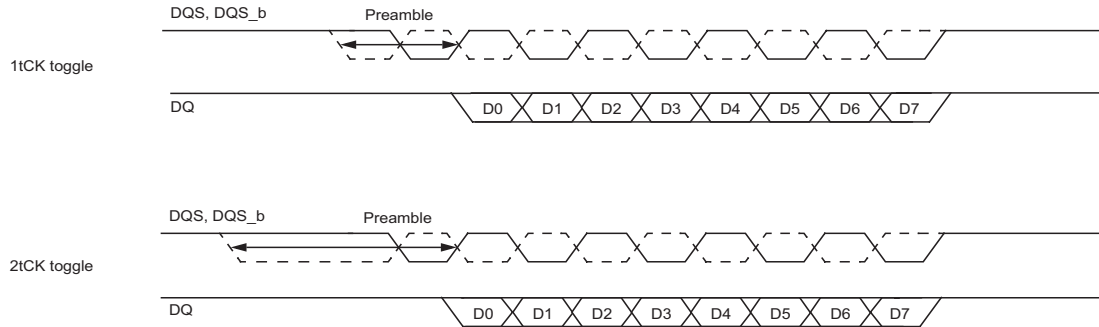 DQS, DQS_b Preamble
1tCK toggle
DQ D0 D1 D2 D3 D4 D5 D6 D7
DQS, DQS_b Preamble
2tCK toggle
DQ D0 D1 D2 D3 D4 D5 D6 D7